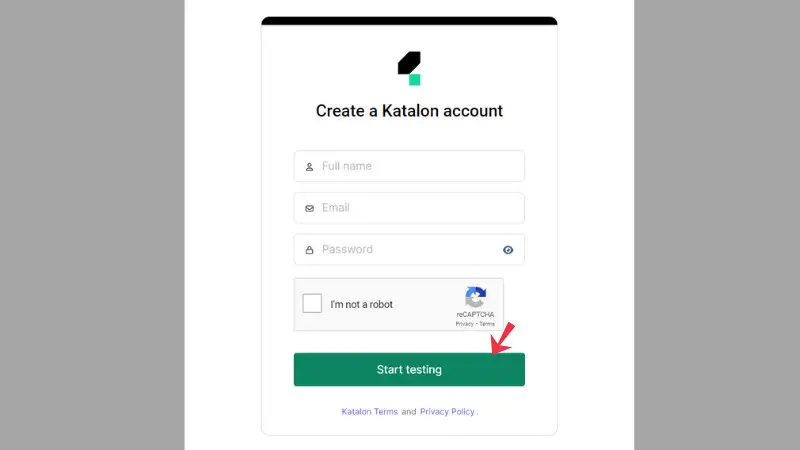 Create a Katalon account
Full name
Email
Password
I'm not a robot
reCAPTCHA
Privacy - Terms
Start testing
Katalon Terms and Privacy Policy.